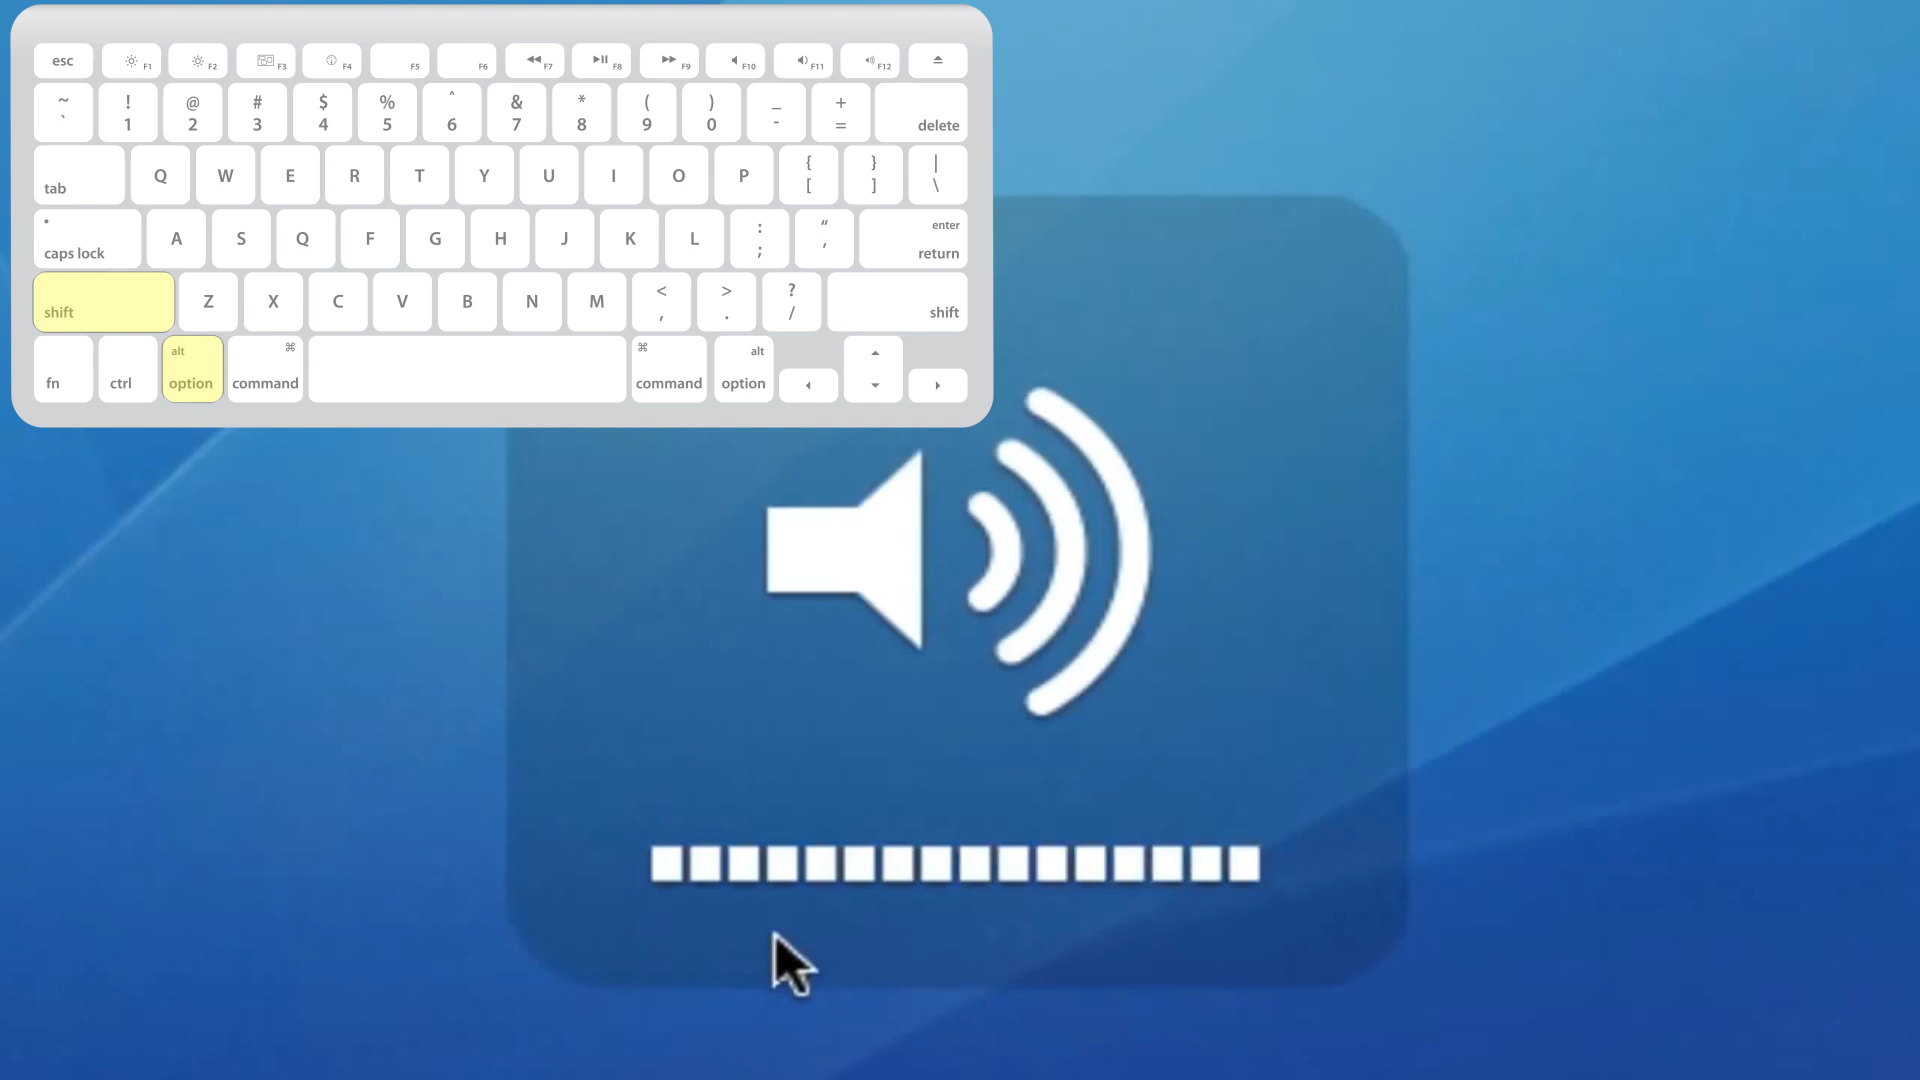 esc F1 F2 F3 F4 F5 F6 F7 F8 F9 F10 F11 F12
~ ! @ # $ % ^ & * ( ) _ +
` 1 2 3 4 5 6 7 8 9 0 - = delete
Q W E R T Y U I O P { } |
tab [ ] \
A S Q F G H J K L : “ enter
caps lock ; ‘ return
Z X C V B N M < > ?
shift , . / shift
alt ⌘ ⌘ alt
fn ctrl option command command option